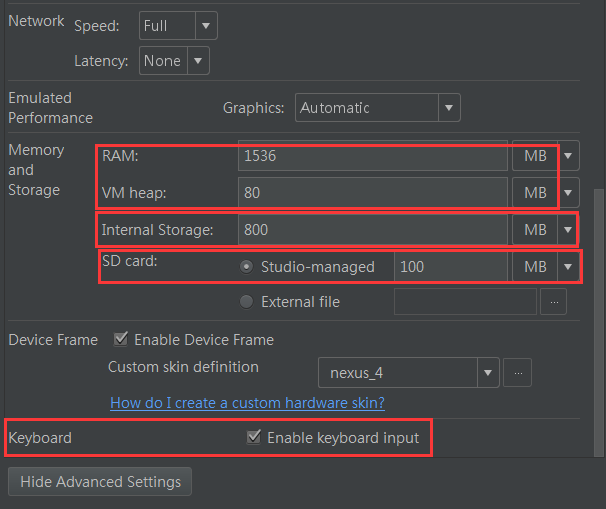 Network Speed: Full
Latency: None
Emulated
Performance
Graphics: Automatic
Memory
and
Storage
RAM: 1536 MB
VM heap: 80 MB
Internal Storage: 800 MB
SD card: Studio-managed 100 MB
External file ...
Device Frame Enable Device Frame
Custom skin definition nexus_4 ...
How do I create a custom hardware skin?
Keyboard Enable keyboard input
Hide Advanced Settings